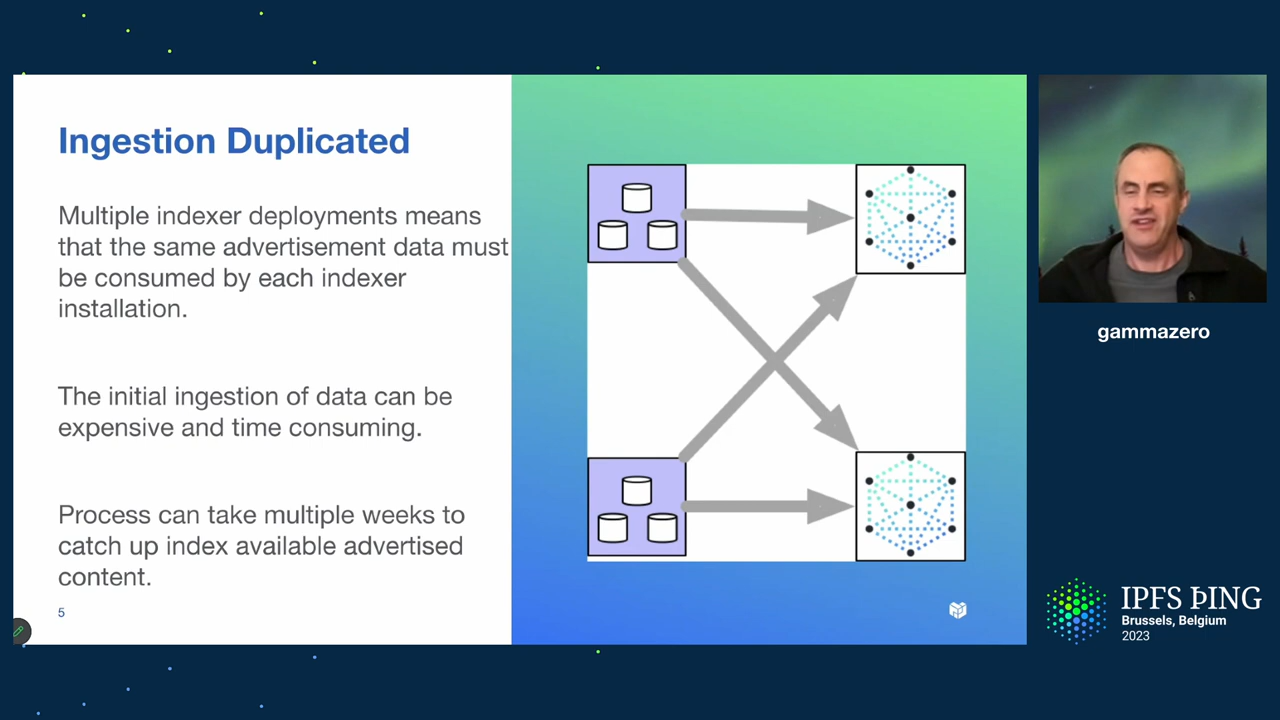 Ingestion Duplicated
Multiple indexer deployments means
that the same advertisement data must
be consumed by each indexer
installation.
The initial ingestion of data can be
expensive and time consuming.
Process can take multiple weeks to
catch up index available advertised
content.
5
gammazero
IPFS ÞING
Brussels, Belgium
2023